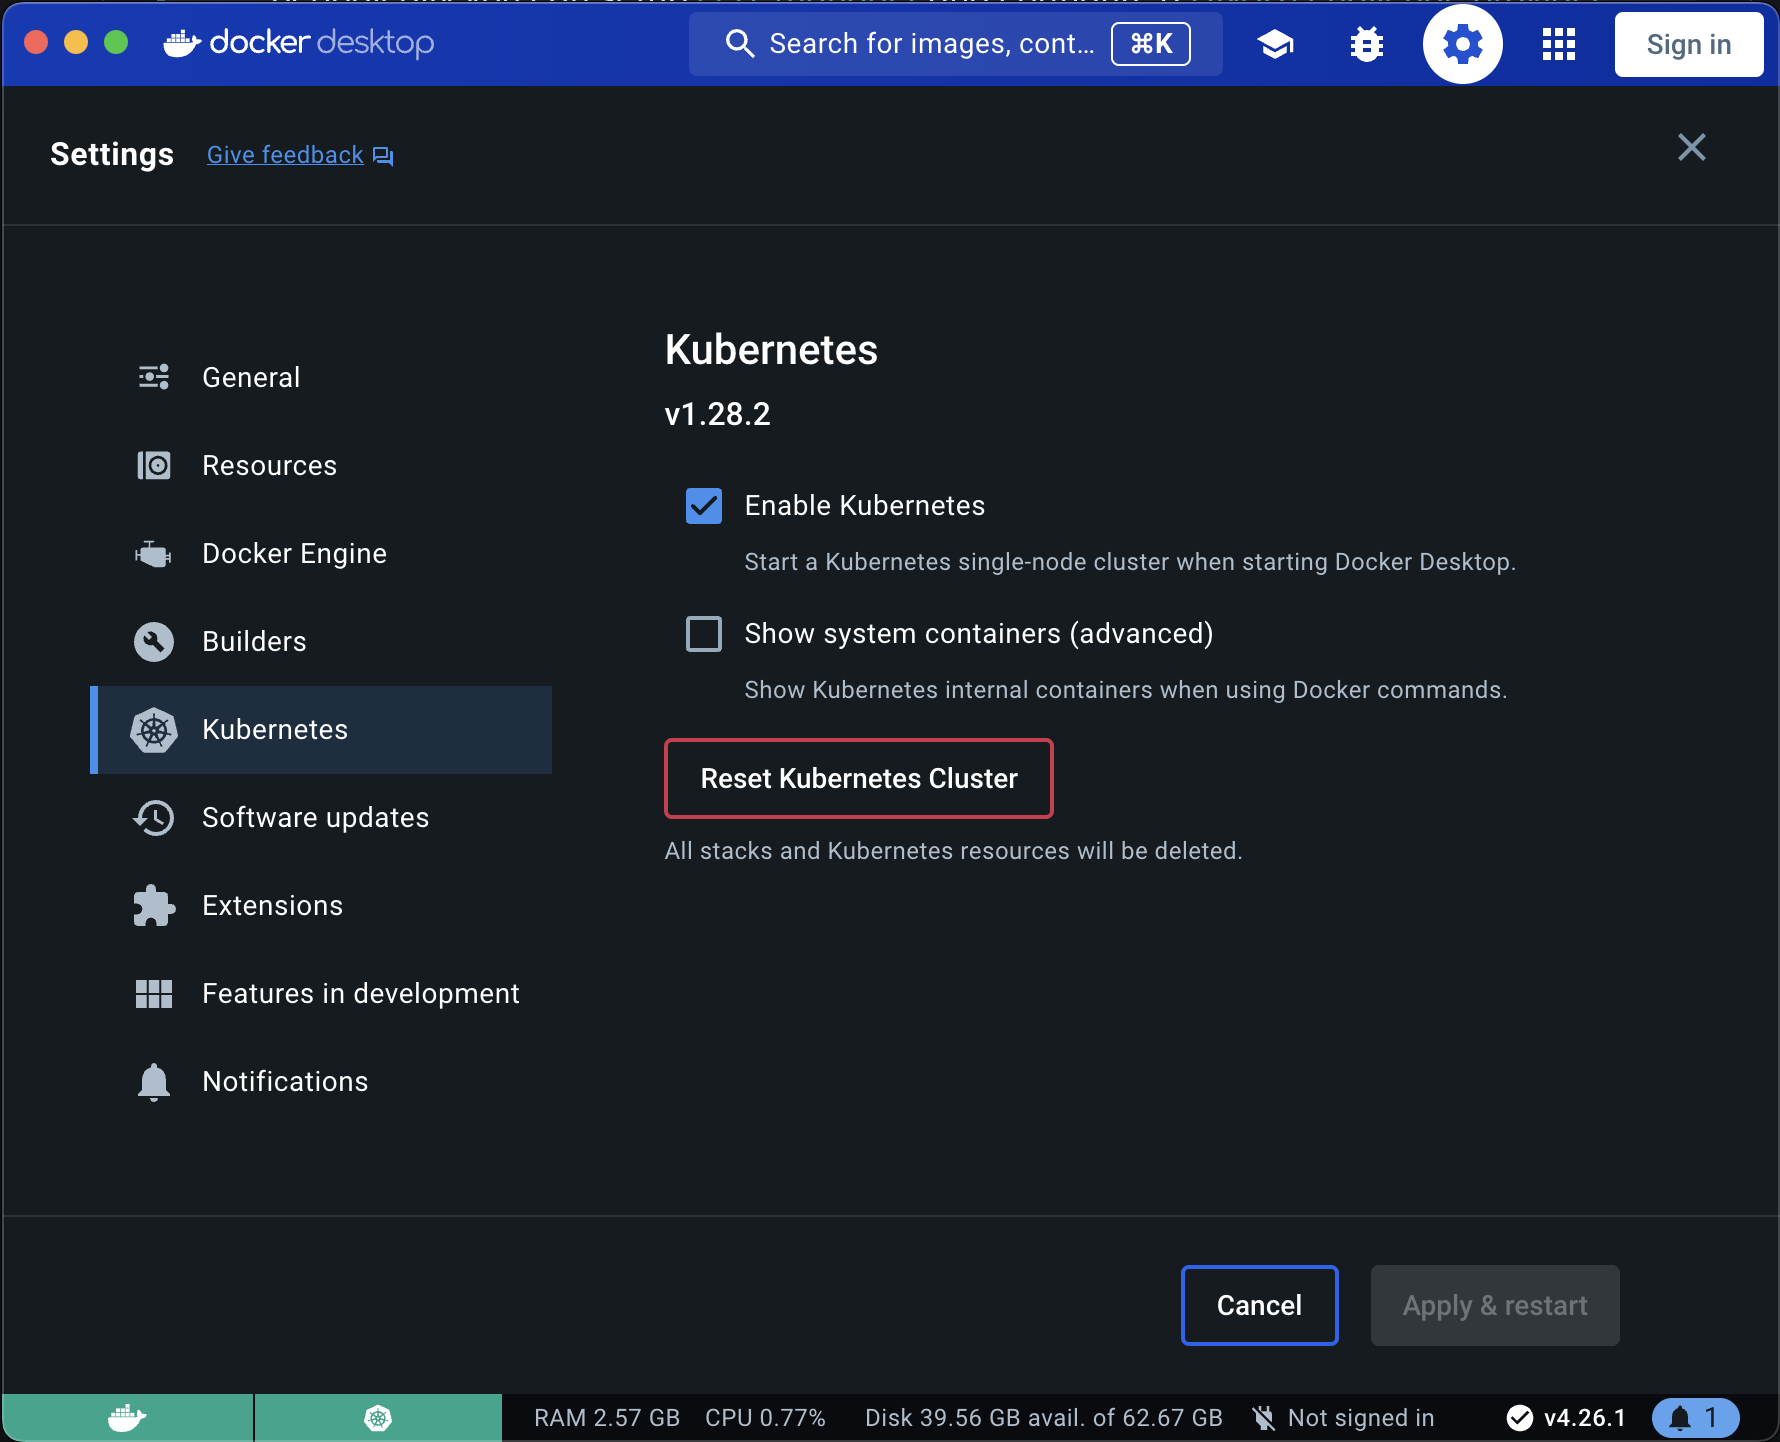 docker desktop
Search for images, cont... ⌘K
Sign in
Settings Give feedback
General
Resources
Docker Engine
Builders
Kubernetes
Software updates
Extensions
Features in development
Notifications
Kubernetes
v1.28.2
Enable Kubernetes
Start a Kubernetes single-node cluster when starting Docker Desktop.
Show system containers (advanced)
Show Kubernetes internal containers when using Docker commands.
Reset Kubernetes Cluster
All stacks and Kubernetes resources will be deleted.
Cancel Apply & restart
RAM 2.57 GB CPU 0.77% Disk 39.56 GB avail. of 62.67 GB Not signed in v4.26.1 1